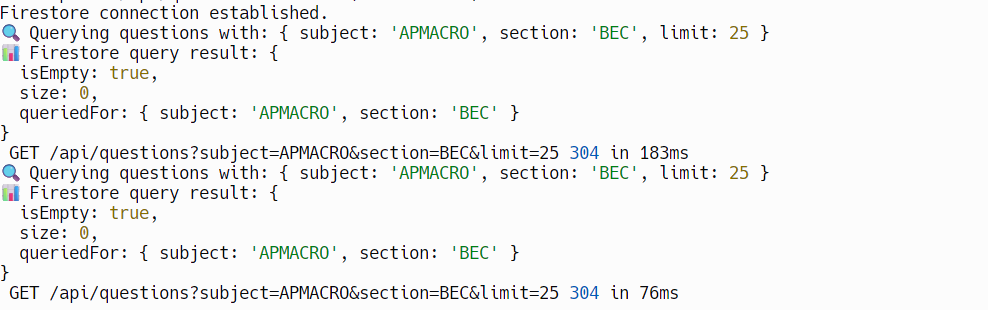 Firestore connection established.
🔍 Querying questions with: { subject: 'APMACRO', section: 'BEC', limit: 25 }
📊 Firestore query result: {
  isEmpty: true,
  size: 0,
  queriedFor: { subject: 'APMACRO', section: 'BEC' }
}
 GET /api/questions?subject=APMACRO&section=BEC&limit=25 304 in 183ms
🔍 Querying questions with: { subject: 'APMACRO', section: 'BEC', limit: 25 }
📊 Firestore query result: {
  isEmpty: true,
  size: 0,
  queriedFor: { subject: 'APMACRO', section: 'BEC' }
}
 GET /api/questions?subject=APMACRO&section=BEC&limit=25 304 in 76ms